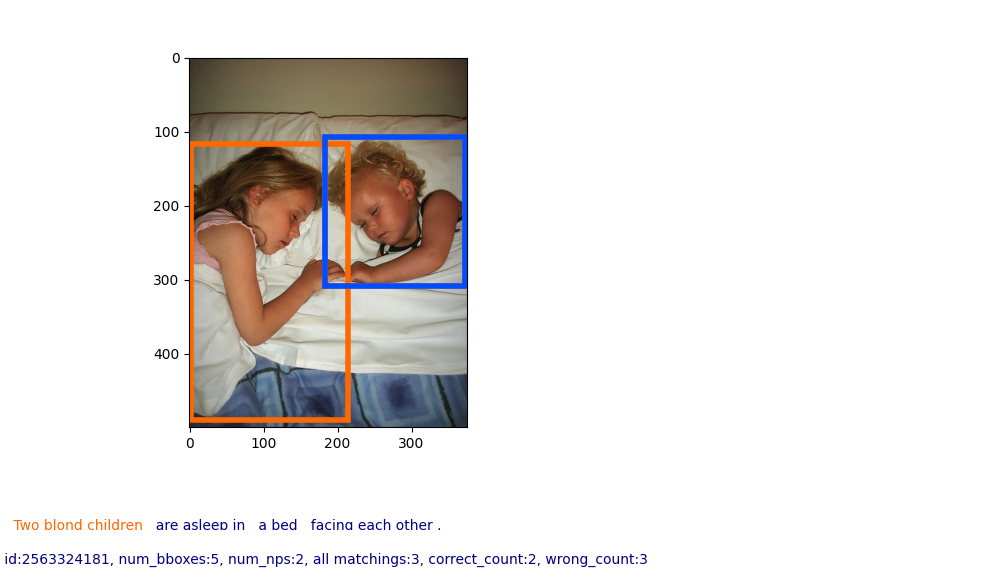 0
100
200
300
400
0 100 200 300
Two blond children are asleep in a bed facing each other .
id:2563324181, num_bboxes:5, num_nps:2, all matchings:3, correct_count:2, wrong_count:3